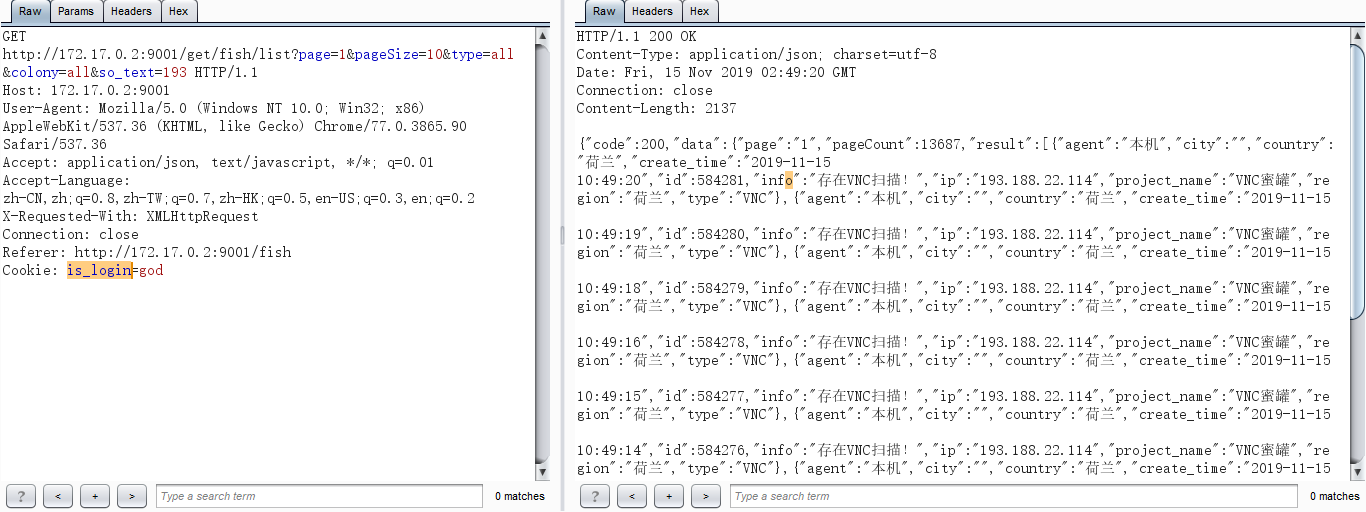 Raw Params Headers Hex
GET
http://172.17.0.2:9001/get/fish/list?page=1&pageSize=10&type=all
&colony=all&so_text=193 HTTP/1.1
Host: 172.17.0.2:9001
User-Agent: Mozilla/5.0 (Windows NT 10.0; Win32; x86)
AppleWebKit/537.36 (KHTML, like Gecko) Chrome/77.0.3865.90
Safari/537.36
Accept: application/json, text/javascript, */*; q=0.01
Accept-Language:
zh-CN,zh;q=0.8,zh-TW;q=0.7,zh-HK;q=0.5,en-US;q=0.3,en;q=0.2
X-Requested-With: XMLHttpRequest
Connection: close
Referer: http://172.17.0.2:9001/fish
Cookie: is_login=god
? < + > Type a search term 0 matches
Raw Headers Hex
HTTP/1.1 200 OK
Content-Type: application/json; charset=utf-8
Date: Fri, 15 Nov 2019 02:49:20 GMT
Connection: close
Content-Length: 2137
{"code":200,"data":{"page":"1","pageCount":13687,"result":[{"agent":"本机","city":"","country":
"荷兰","create_time":"2019-11-15
10:49:20","id":584281,"info":"存在VNC扫描！","ip":"193.188.22.114","project_name":"VNC蜜罐","re
gion":"荷兰","type":"VNC"},{"agent":"本机","city":"","country":"荷兰","create_time":"2019-11-15
10:49:19","id":584280,"info":"存在VNC扫描！","ip":"193.188.22.114","project_name":"VNC蜜罐","re
gion":"荷兰","type":"VNC"},{"agent":"本机","city":"","country":"荷兰","create_time":"2019-11-15
10:49:18","id":584279,"info":"存在VNC扫描！","ip":"193.188.22.114","project_name":"VNC蜜罐","re
gion":"荷兰","type":"VNC"},{"agent":"本机","city":"","country":"荷兰","create_time":"2019-11-15
10:49:16","id":584278,"info":"存在VNC扫描！","ip":"193.188.22.114","project_name":"VNC蜜罐","re
gion":"荷兰","type":"VNC"},{"agent":"本机","city":"","country":"荷兰","create_time":"2019-11-15
10:49:15","id":584277,"info":"存在VNC扫描！","ip":"193.188.22.114","project_name":"VNC蜜罐","re
gion":"荷兰","type":"VNC"},{"agent":"本机","city":"","country":"荷兰","create_time":"2019-11-15
10:49:14","id":584276,"info":"存在VNC扫描！","ip":"193.188.22.114","project_name":"VNC蜜罐","re
gion":"荷兰","type":"VNC"},{"agent":"本机","city":"","country":"荷兰","create_time":"2019-11-15
? < + > Type a search term 0 matches